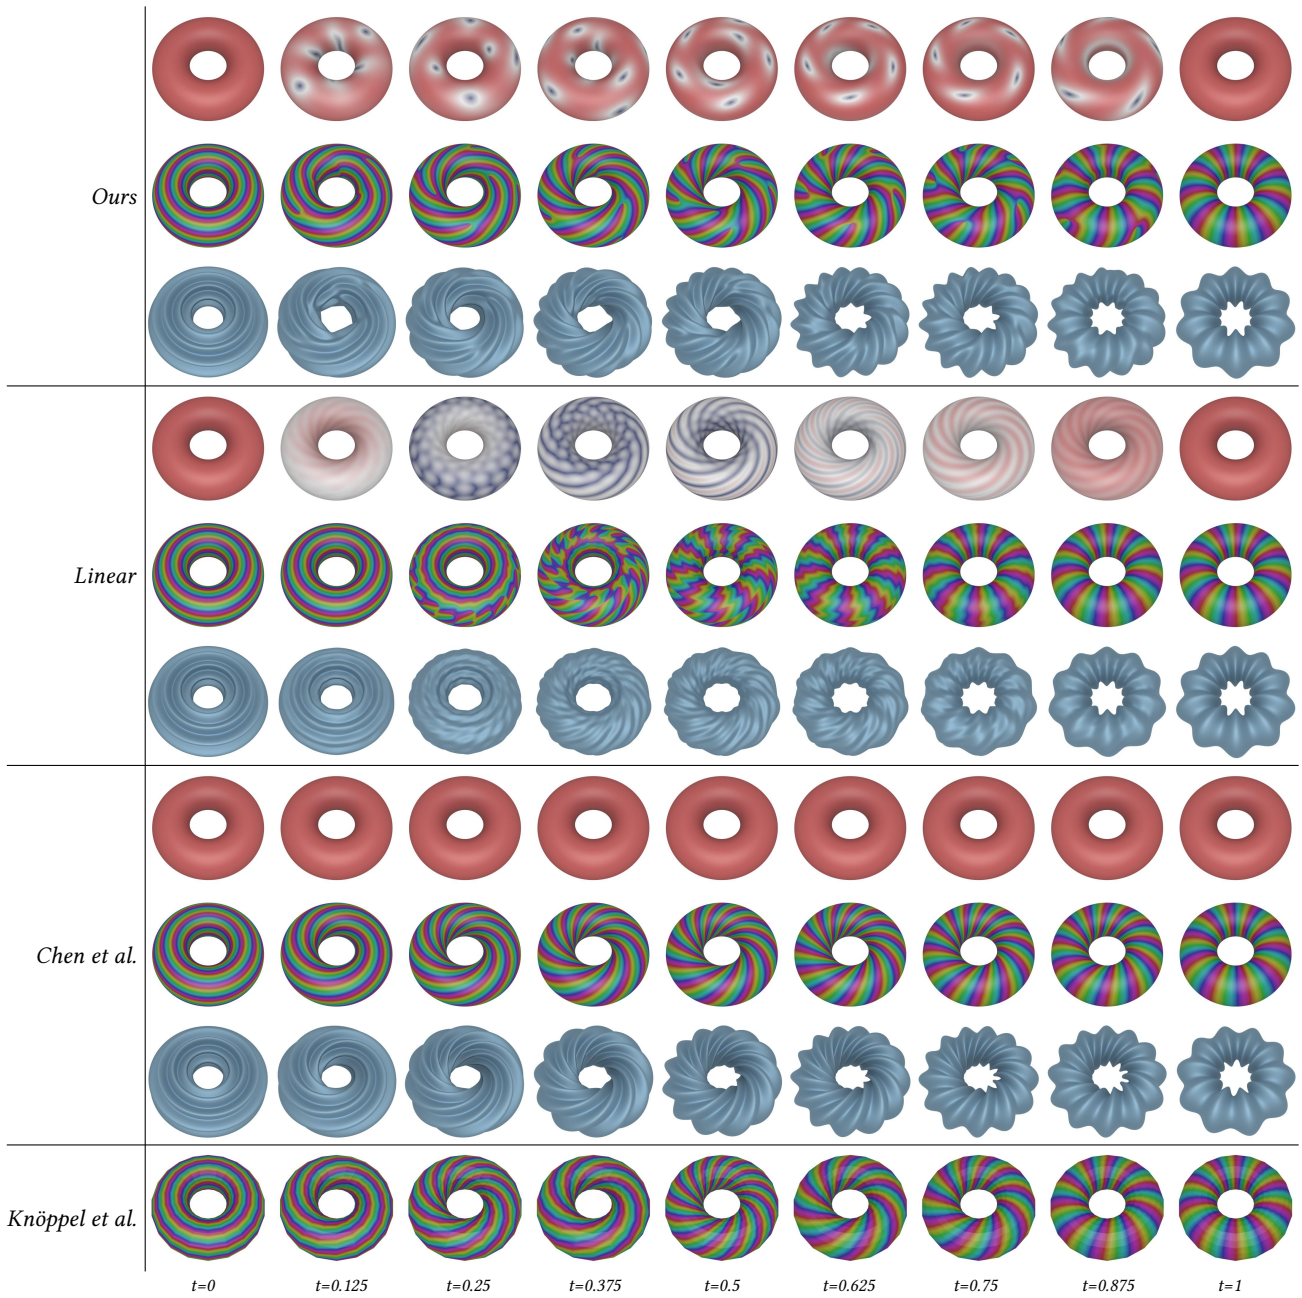 Ours
Linear
Chen et al.
Knöppel et al.
t=0 t=0.125 t=0.25 t=0.375 t=0.5 t=0.625 t=0.75 t=0.875 t=1